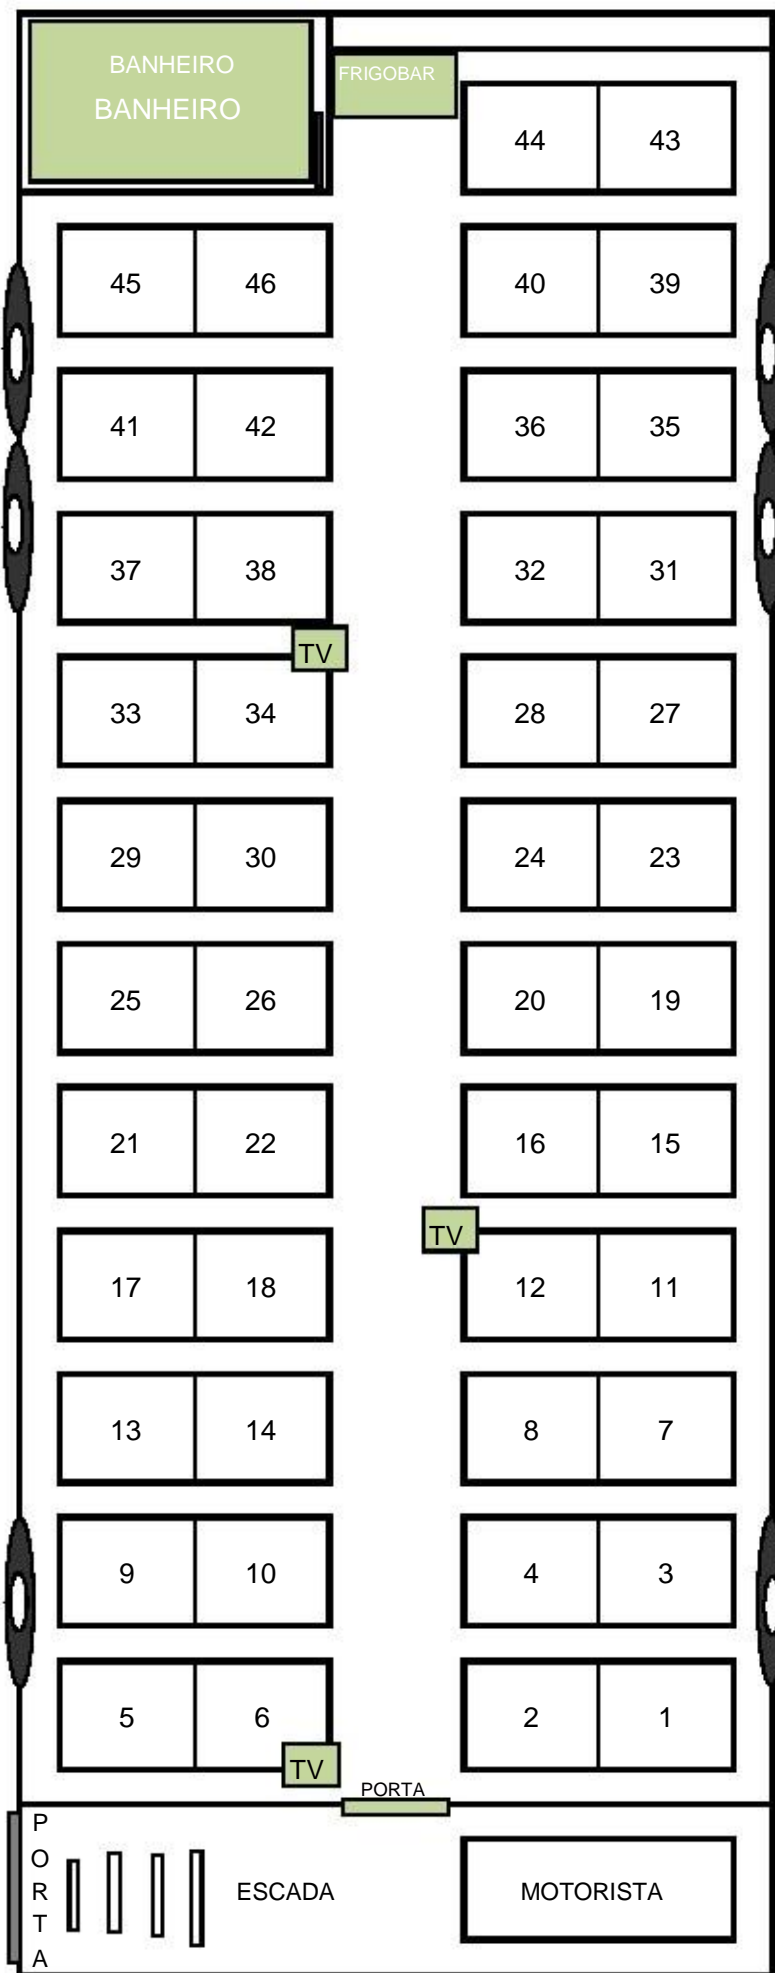 BANHEIRO
BANHEIRO
FRIGOBAR
44 43
45 46 40 39
41 42 36 35
37 38 32 31
TV
33 34 28 27
29 30 24 23
25 26 20 19
21 22 16 15
TV
17 18 12 11
13 14 8 7
9 10 4 3
5 6 2 1
TV
PORTA
PORTA
ESCADA MOTORISTA